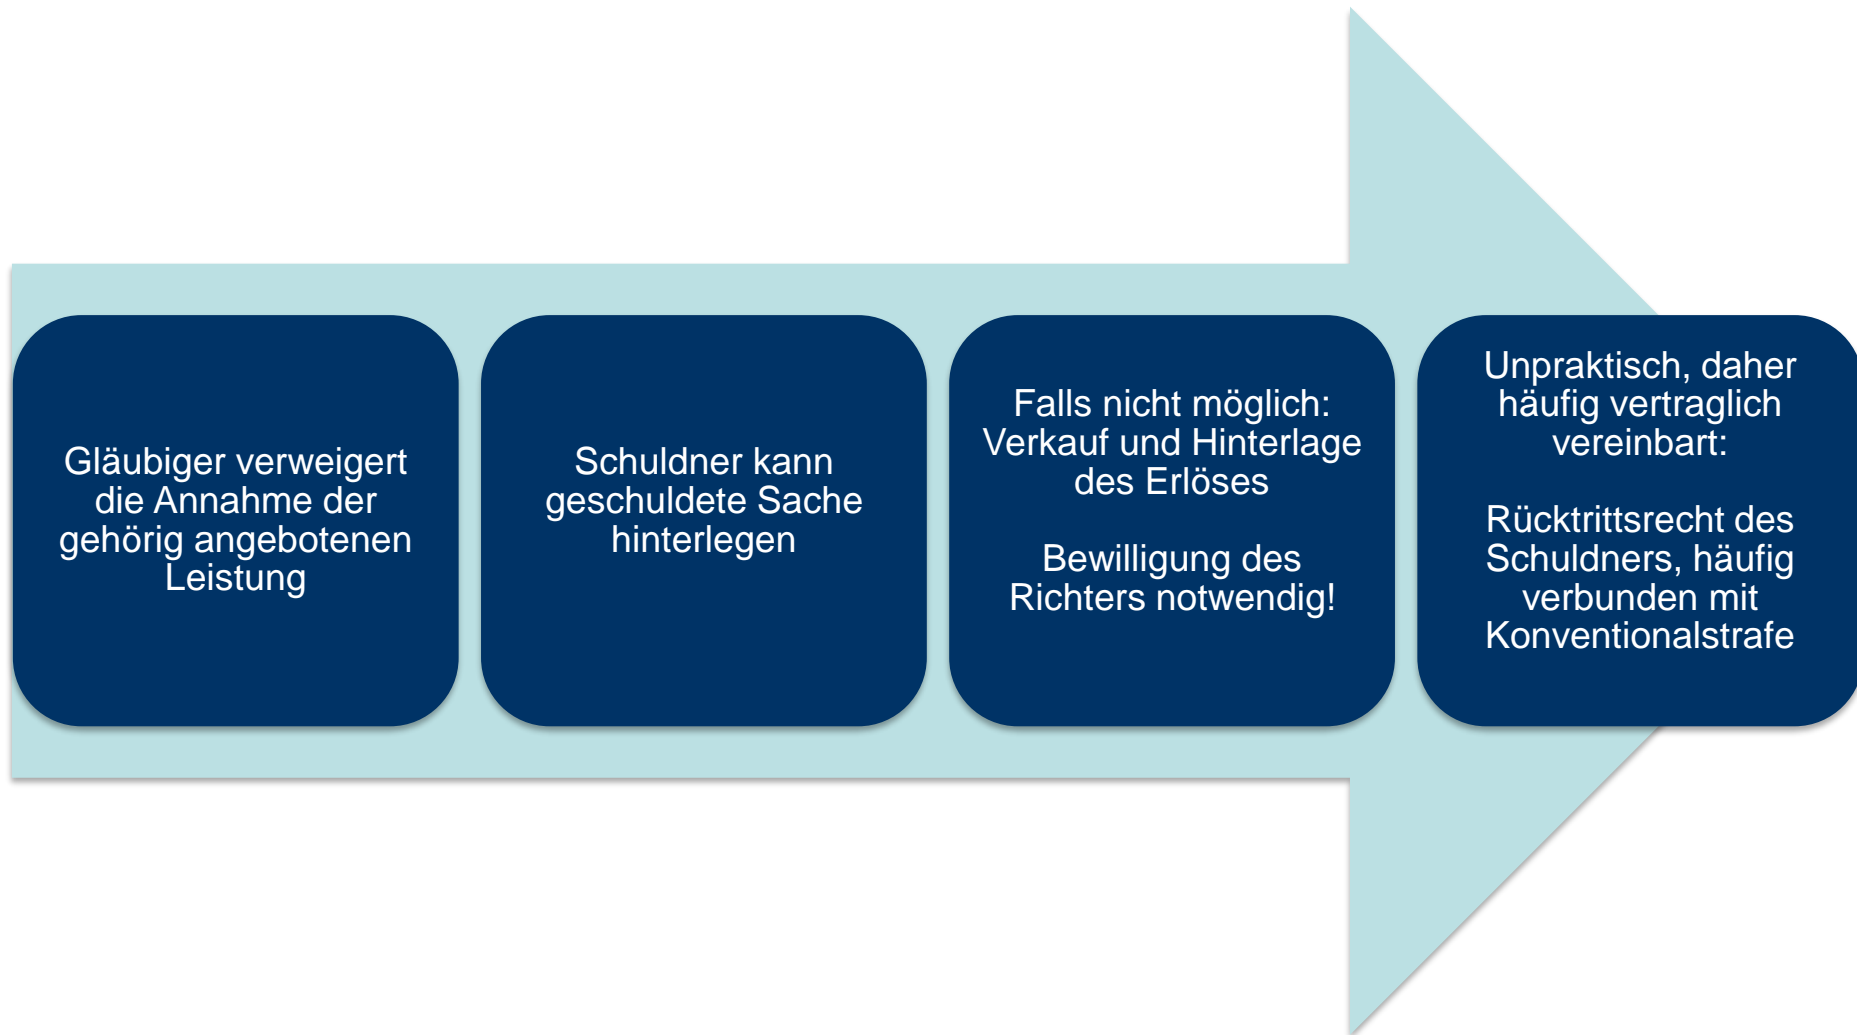 Gläubiger verweigert
die Annahme der
gehörig angebotenen
Leistung
Schuldner kann
geschuldete Sache
hinterlegen
Falls nicht möglich:
Verkauf und Hinterlage
des Erlöses
Bewilligung des
Richters notwendig!
Unpraktisch, daher
häufig vertraglich
vereinbart:
Rücktrittsrecht des
Schuldners, häufig
verbunden mit
Konventionalstrafe